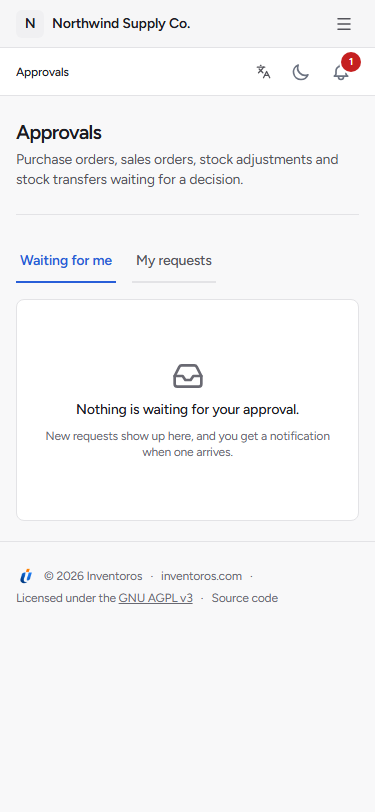 N Northwind Supply Co.
Approvals
1
Approvals
Purchase orders, sales orders, stock adjustments and
stock transfers waiting for a decision.
Waiting for me My requests
Nothing is waiting for your approval.
New requests show up here, and you get a notification
when one arrives.
© 2026 Inventoros · inventoros.com ·
Licensed under the GNU AGPL v3 · Source code